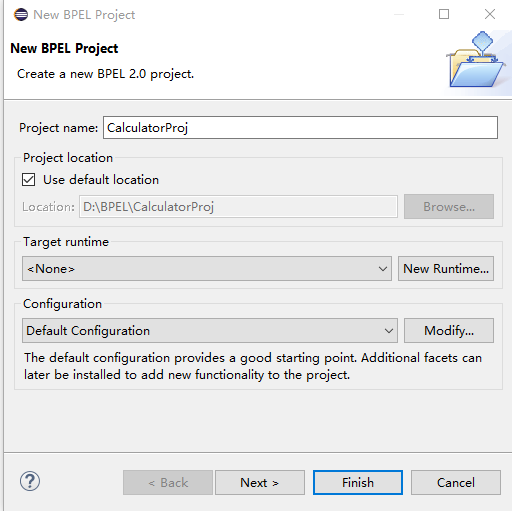 New BPEL Project
New BPEL Project
Create a new BPEL 2.0 project.
Project name: CalculatorProj
Project location
Use default location
Location: D:\BPEL\CalculatorProj Browse...
Target runtime
<None> New Runtime...
Configuration
Default Configuration Modify...
The default configuration provides a good starting point. Additional facets can
later be installed to add new functionality to the project.
? < Back Next > Finish Cancel